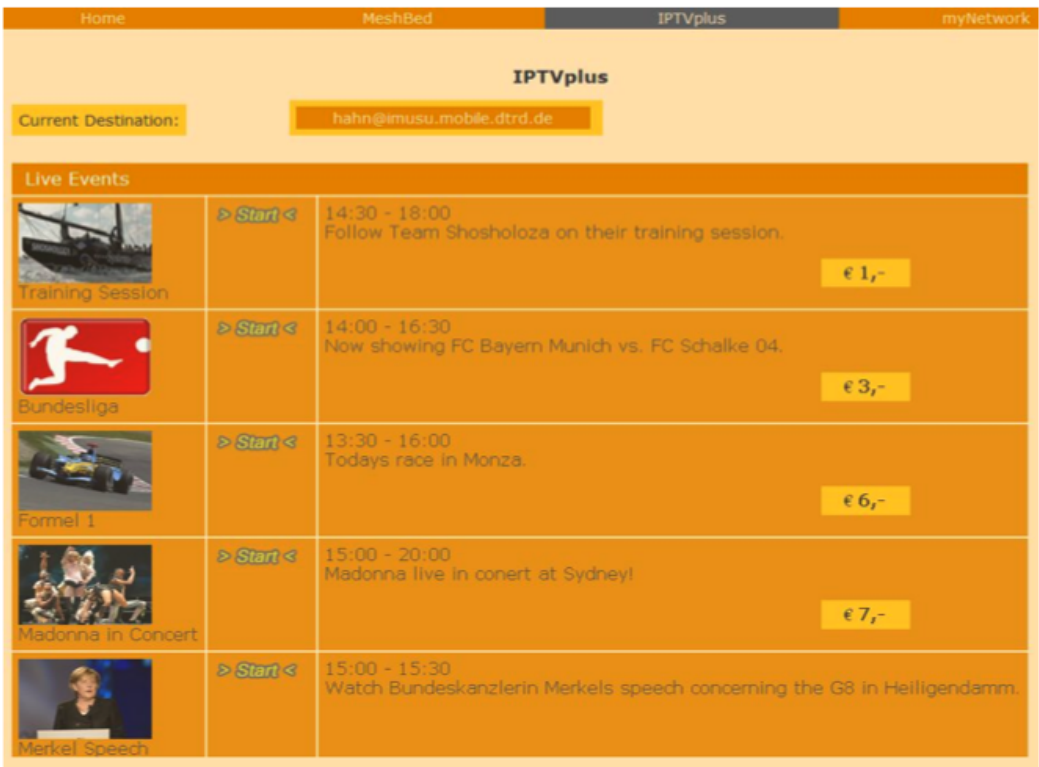 Home MeshBed IPTVplus myNetwork
IPTVplus
Current Destination: hahn@imusu.mobile.dtrd.de
Live Events
> Start < 14:30 - 18:00
Follow Team Shosholoza on their training session.
€ 1,-
Training Session
> Start < 14:00 - 16:30
Now showing FC Bayern Munich vs. FC Schalke 04.
€ 3,-
Bundesliga
> Start < 13:30 - 16:00
Todays race in Monza.
€ 6,-
Formel 1
> Start < 15:00 - 20:00
Madonna live in conert at Sydney!
€ 7,-
Madonna in Concert
> Start < 15:00 - 15:30
Watch Bundeskanzlerin Merkels speech concerning the G8 in Heiligendamm.
Merkel Speech